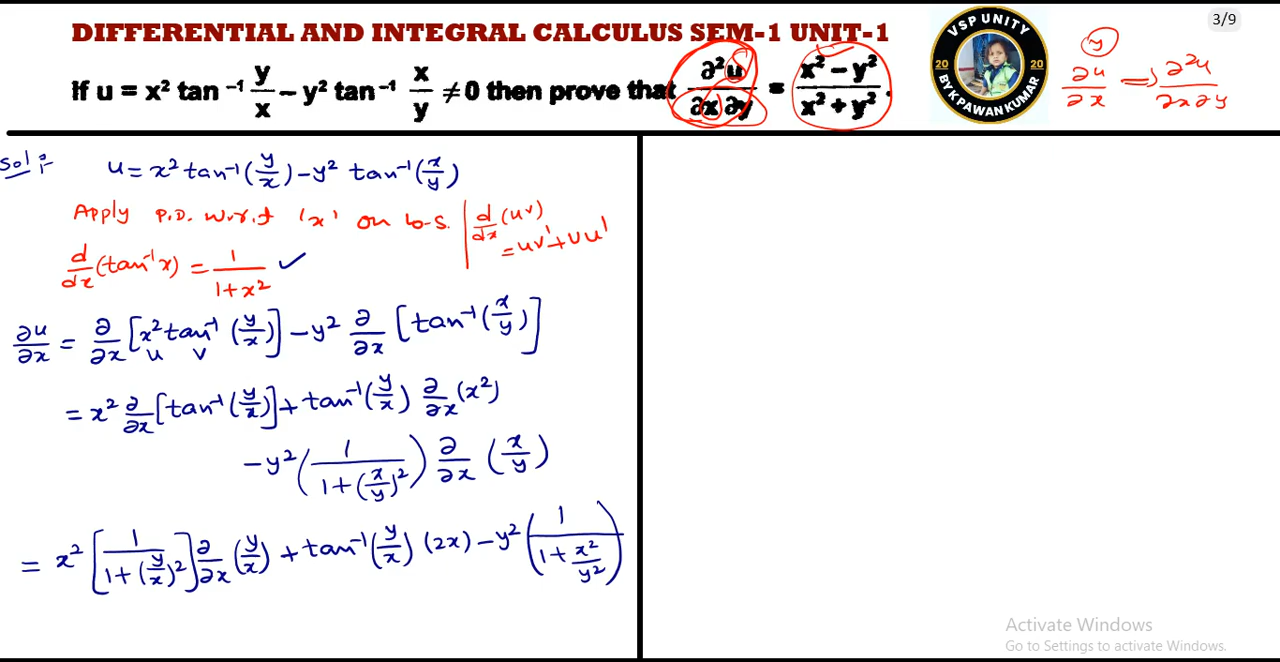 3/9
DIFFERENTIAL AND INTEGRAL CALCULUS SEM-1 UNIT-1
If u = x² tan⁻¹ y/x − y² tan⁻¹ x/y ≠ 0 then prove that ∂²u/∂x∂y = (x² − y²)/(x² + y²).
VSP UNITY
20 20
BY K PAWAN KUMAR
y
∂u/∂x ⇒ ∂²u/∂x∂y
Sol :-
u = x² tan⁻¹(y/x) − y² tan⁻¹(x/y)
Apply P.D. w.r.t 'x' on b.s.
d/dx (uv)
= uv' + vu'
d/dx (tan⁻¹x) = 1/(1+x²) ✓
∂u/∂x = ∂/∂x [x² tan⁻¹(y/x)] − y² ∂/∂x [tan⁻¹(x/y)]
u v
= x² ∂/∂x [tan⁻¹(y/x)] + tan⁻¹(y/x) ∂/∂x (x²)
− y² (1/(1+(x/y)²)) ∂/∂x (x/y)
= x² [1/(1+(y/x)²)] ∂/∂x (y/x) + tan⁻¹(y/x) (2x) − y² (1/(1+x²/y²))
Activate Windows
Go to Settings to activate Windows.